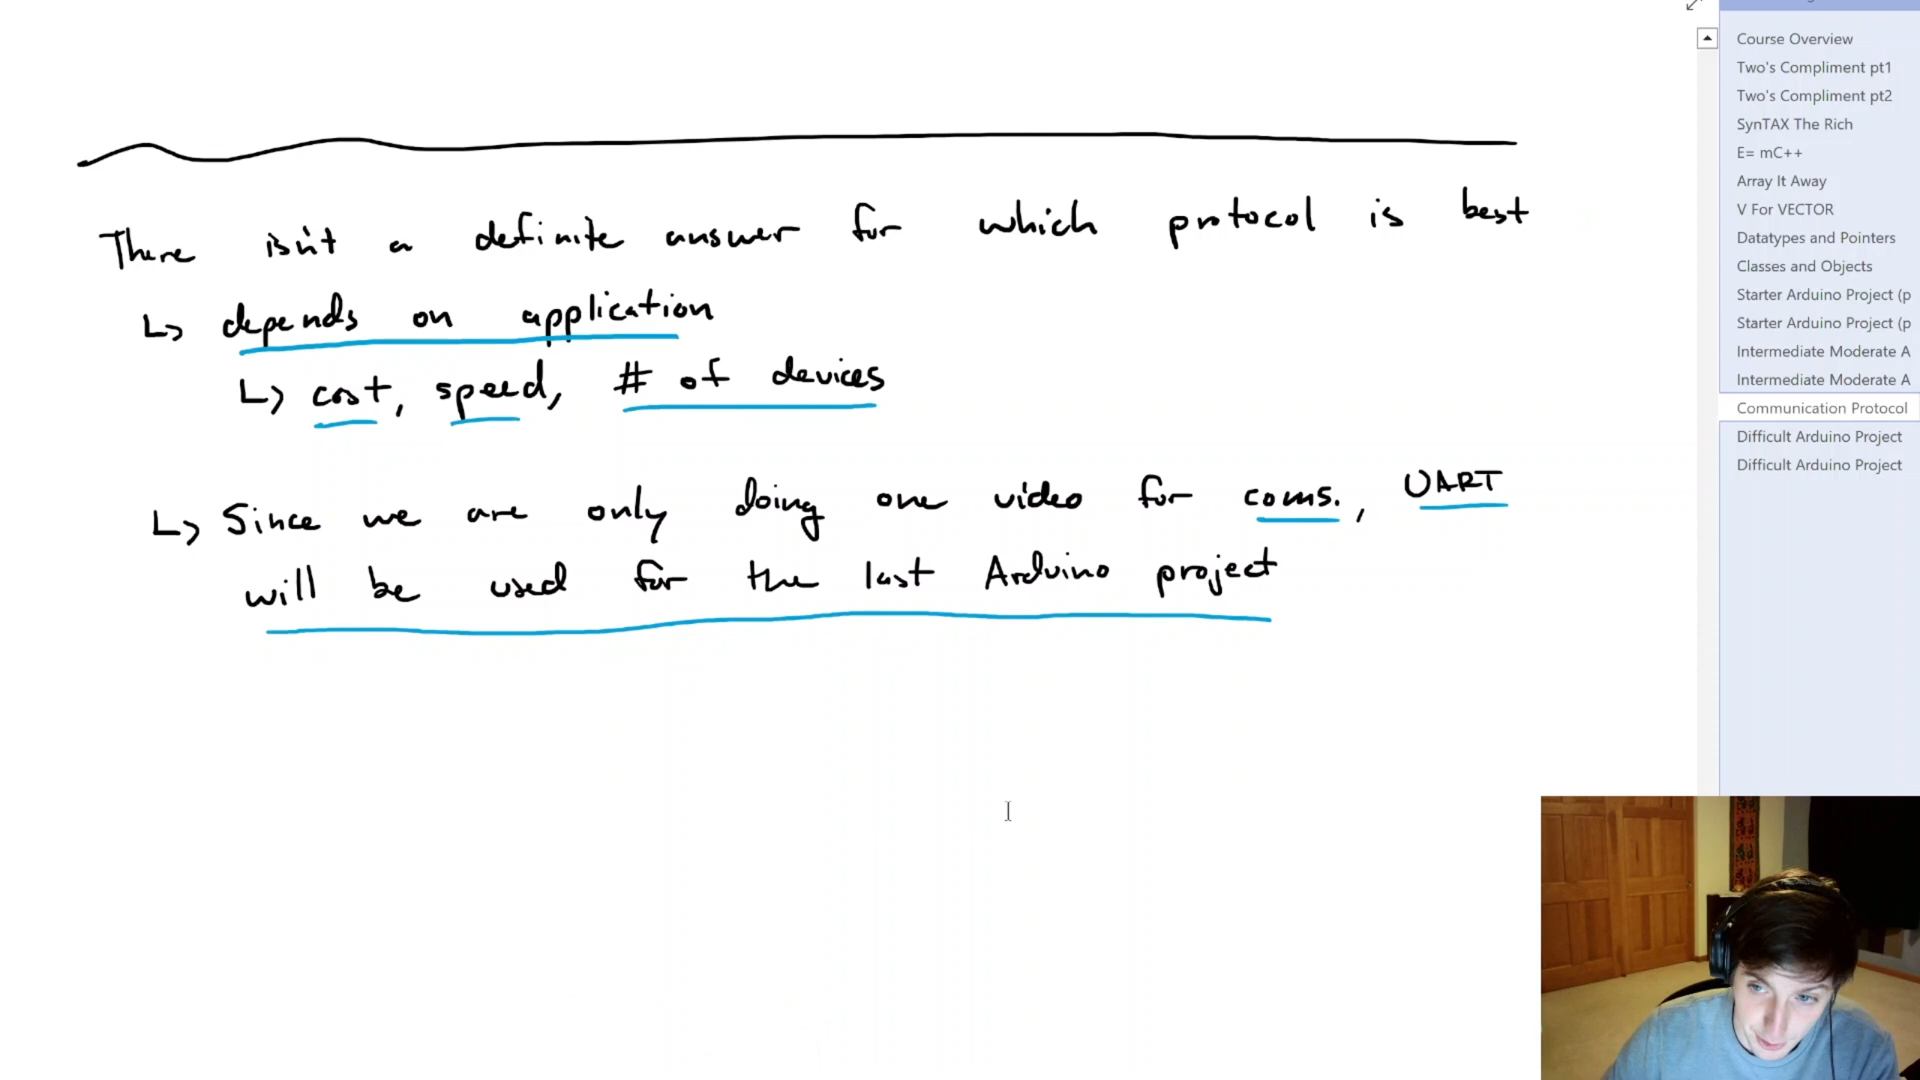 There isn't a definite answer for which protocol is best
↳ depends on application
↳ cost, speed, # of devices
↳ Since we are only doing one video for coms., UART
will be used for the last Arduino project
Course Overview
Two's Compliment pt1
Two's Compliment pt2
SynTAX The Rich
E= mC++
Array It Away
V For VECTOR
Datatypes and Pointers
Classes and Objects
Starter Arduino Project (p
Starter Arduino Project (p
Intermediate Moderate A
Intermediate Moderate A
Communication Protocol
Difficult Arduino Project
Difficult Arduino Project